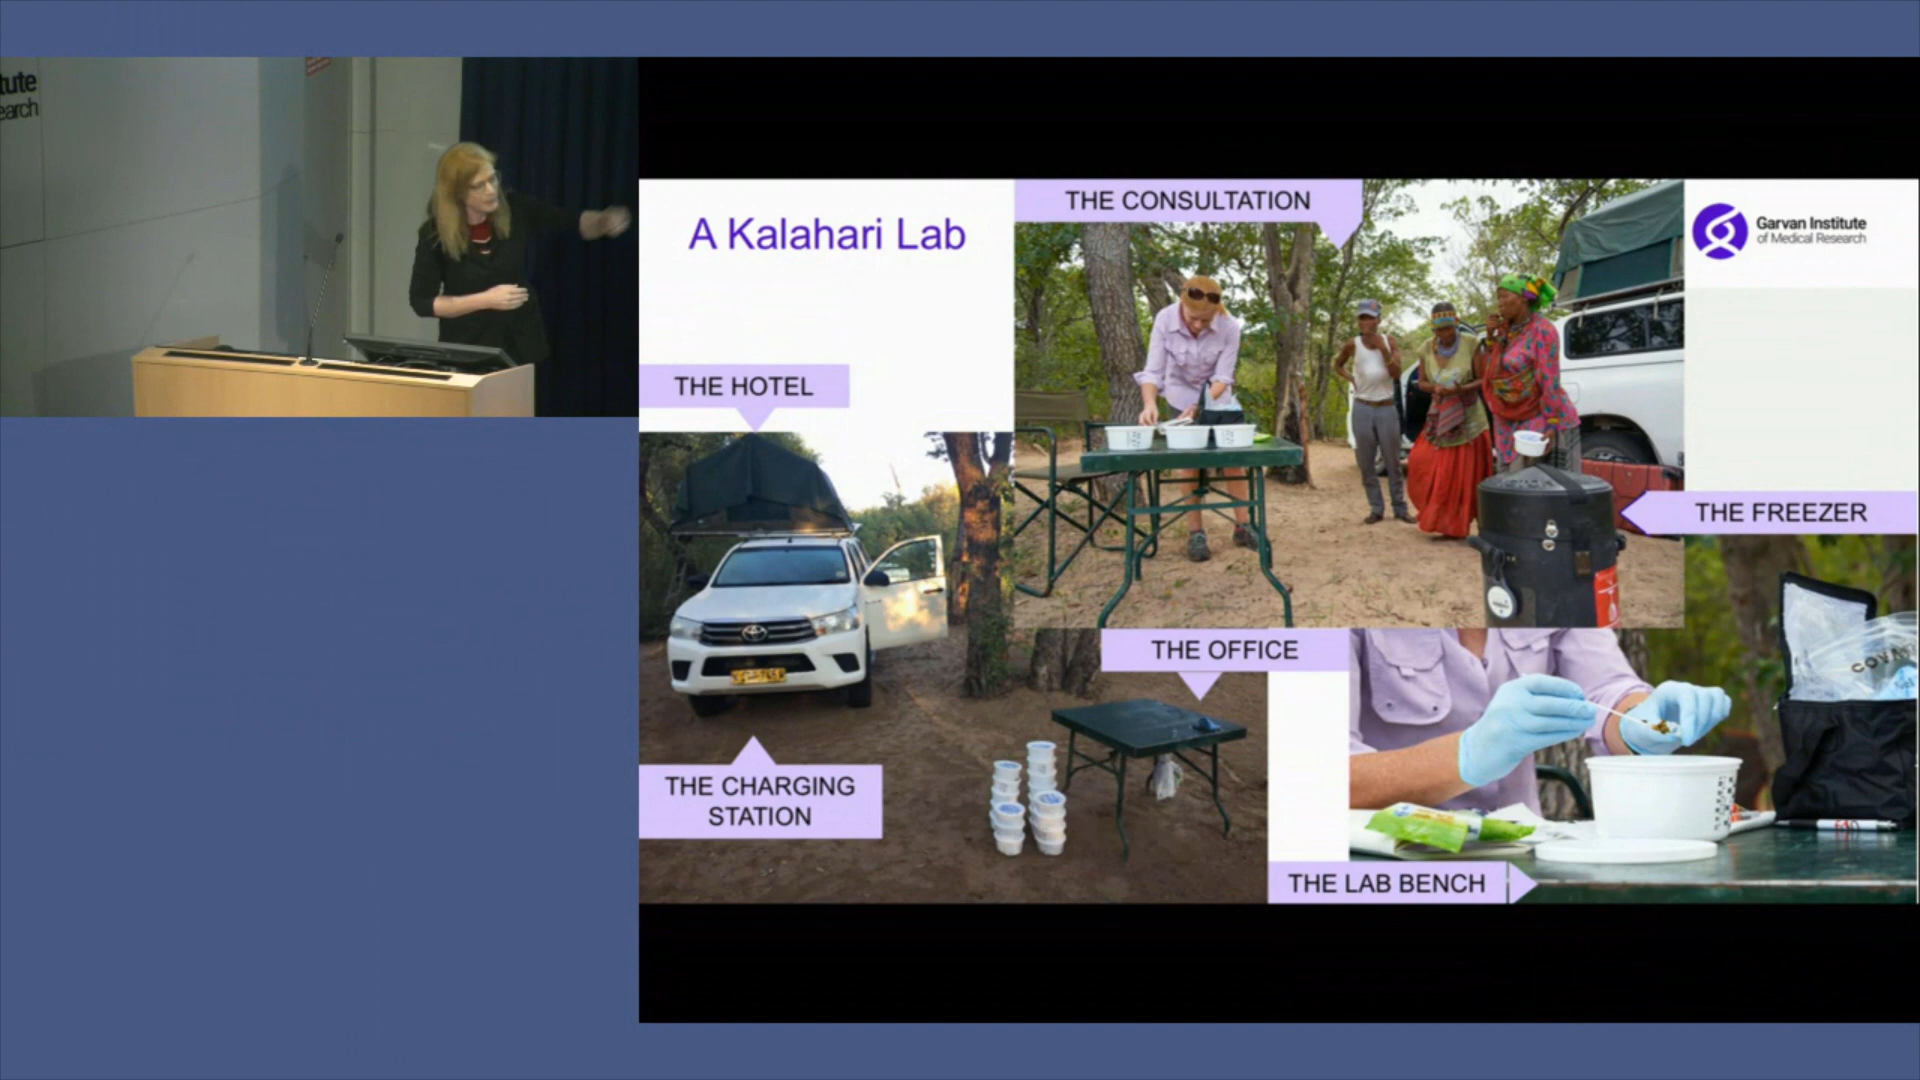 tute
earch
A Kalahari Lab
THE CONSULTATION
Garvan Institute
of Medical Research
THE HOTEL
THE FREEZER
THE OFFICE
THE CHARGING
STATION
THE LAB BENCH